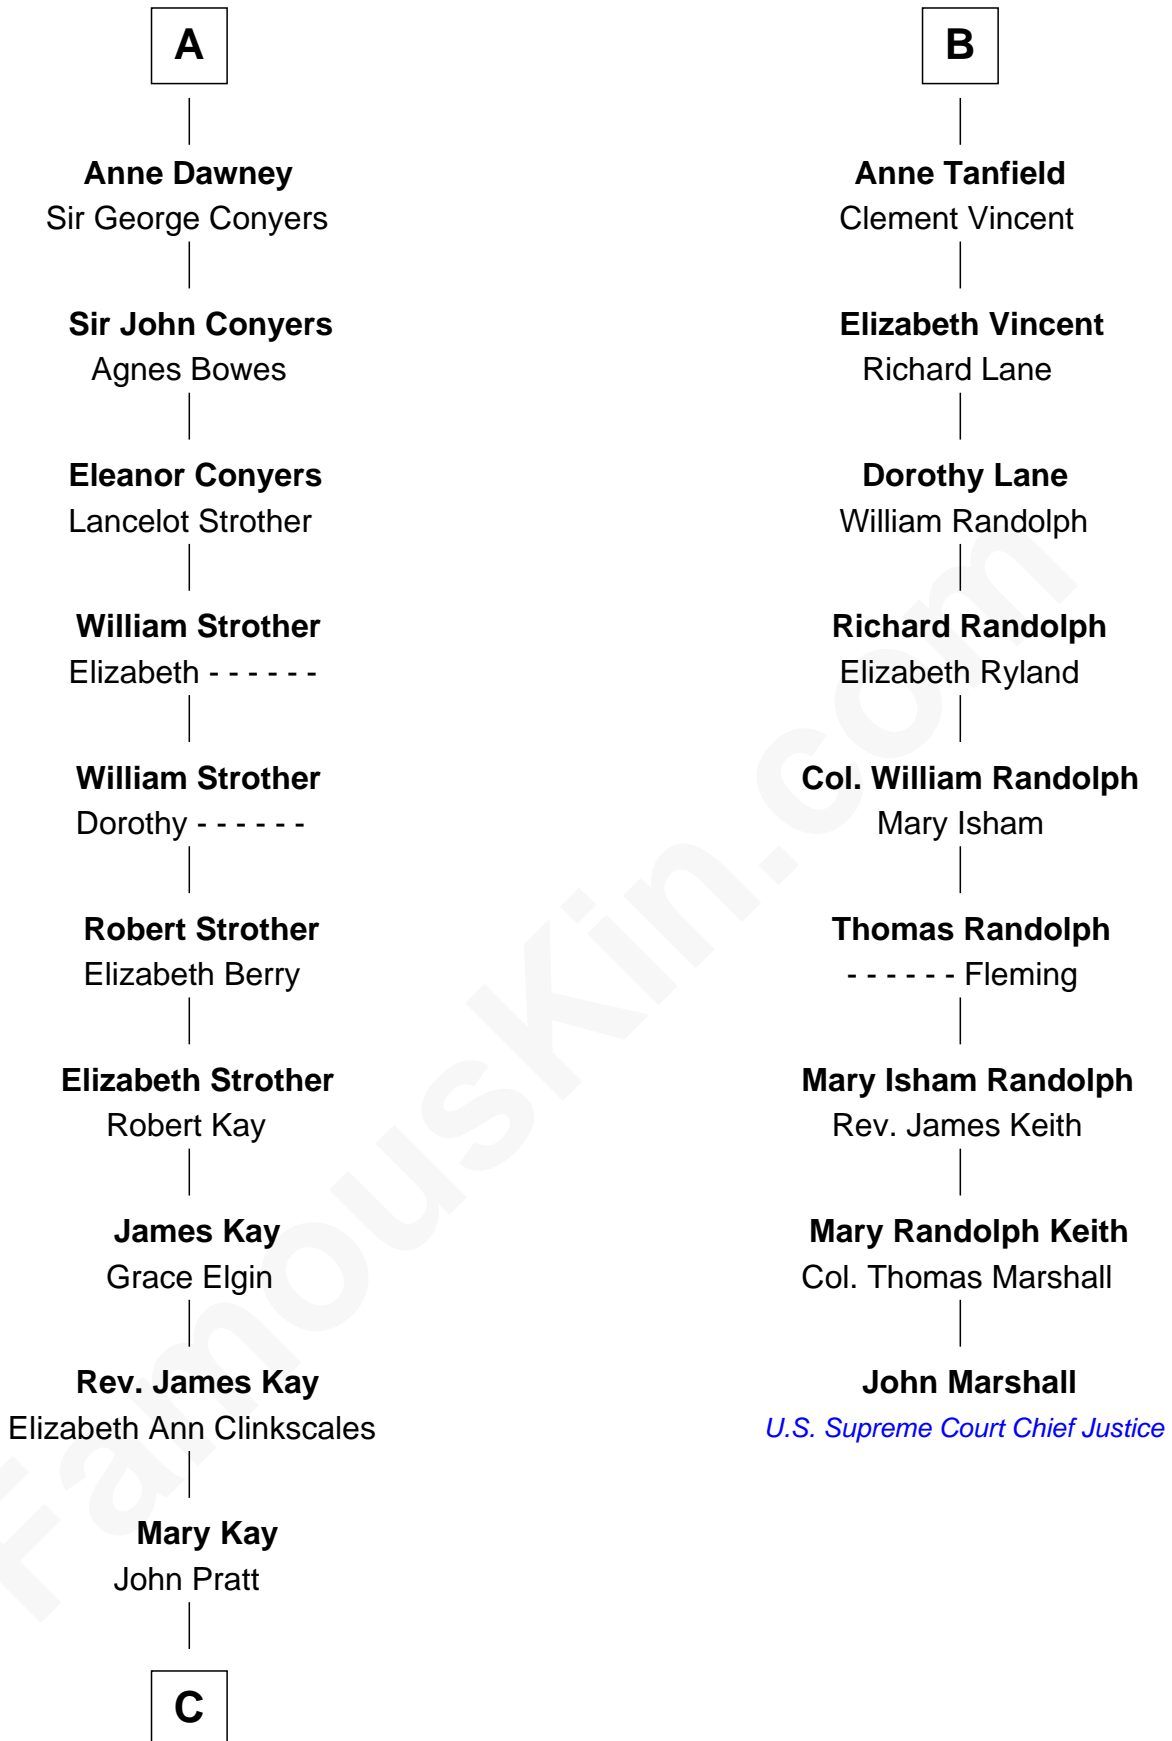 A
Anne Dawney
Sir George Conyers
Sir John Conyers
Agnes Bowes
Eleanor Conyers
Lancelot Strother
William Strother
Elizabeth - - - - - -
William Strother
Dorothy - - - - - -
Robert Strother
Elizabeth Berry
Elizabeth Strother
Robert Kay
James Kay
Grace Elgin
Rev. James Kay
Elizabeth Ann Clinkscales
Mary Kay
John Pratt
C
B
Anne Tanfield
Clement Vincent
Elizabeth Vincent
Richard Lane
Dorothy Lane
William Randolph
Richard Randolph
Elizabeth Ryland
Col. William Randolph
Mary Isham
Thomas Randolph
- - - - - - Fleming
Mary Isham Randolph
Rev. James Keith
Mary Randolph Keith
Col. Thomas Marshall
John Marshall
U.S. Supreme Court Chief Justice
FamousKin.com